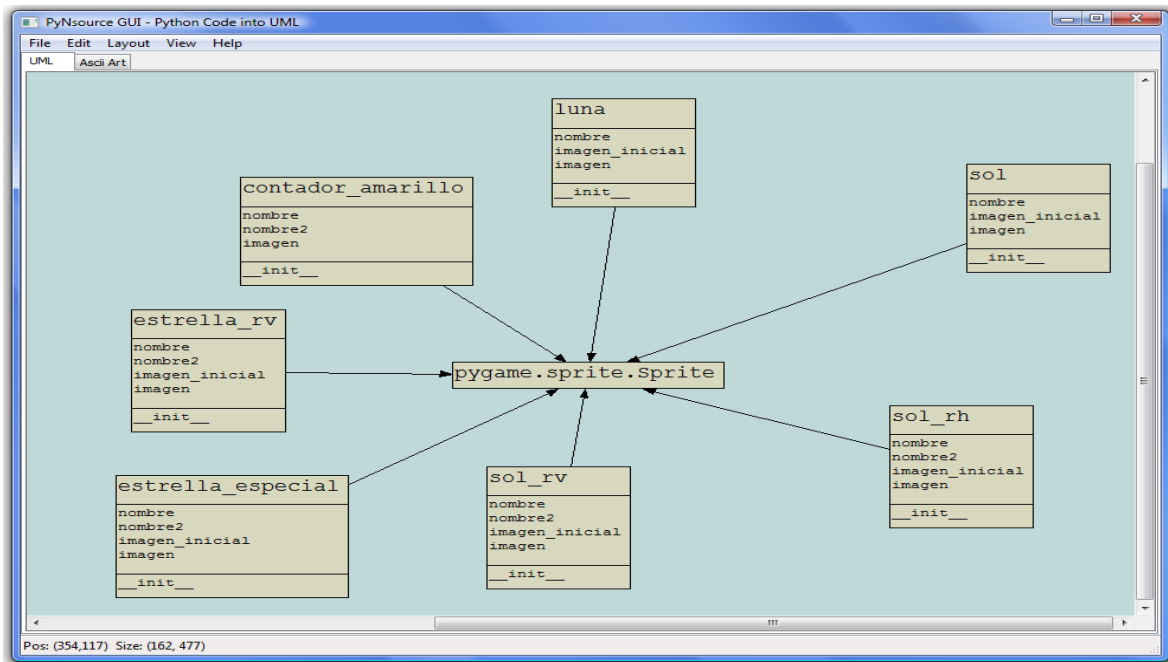 PyNsource GUI - Python Code into UML
File Edit Layout View Help
UML Ascii Art
luna
nombre
imagen_inicial
imagen
__init__
contador_amarillo
nombre
nombre2
imagen
__init__
sol
nombre
imagen_inicial
imagen
__init__
estrella_rv
nombre
nombre2
imagen_inicial
imagen
__init__
pygame.sprite.Sprite
sol_rh
nombre
nombre2
imagen_inicial
imagen
__init__
estrella_especial
nombre
nombre2
imagen_inicial
imagen
__init__
sol_rv
nombre
nombre2
imagen_inicial
imagen
__init__
Pos: (354,117) Size: (162, 477)